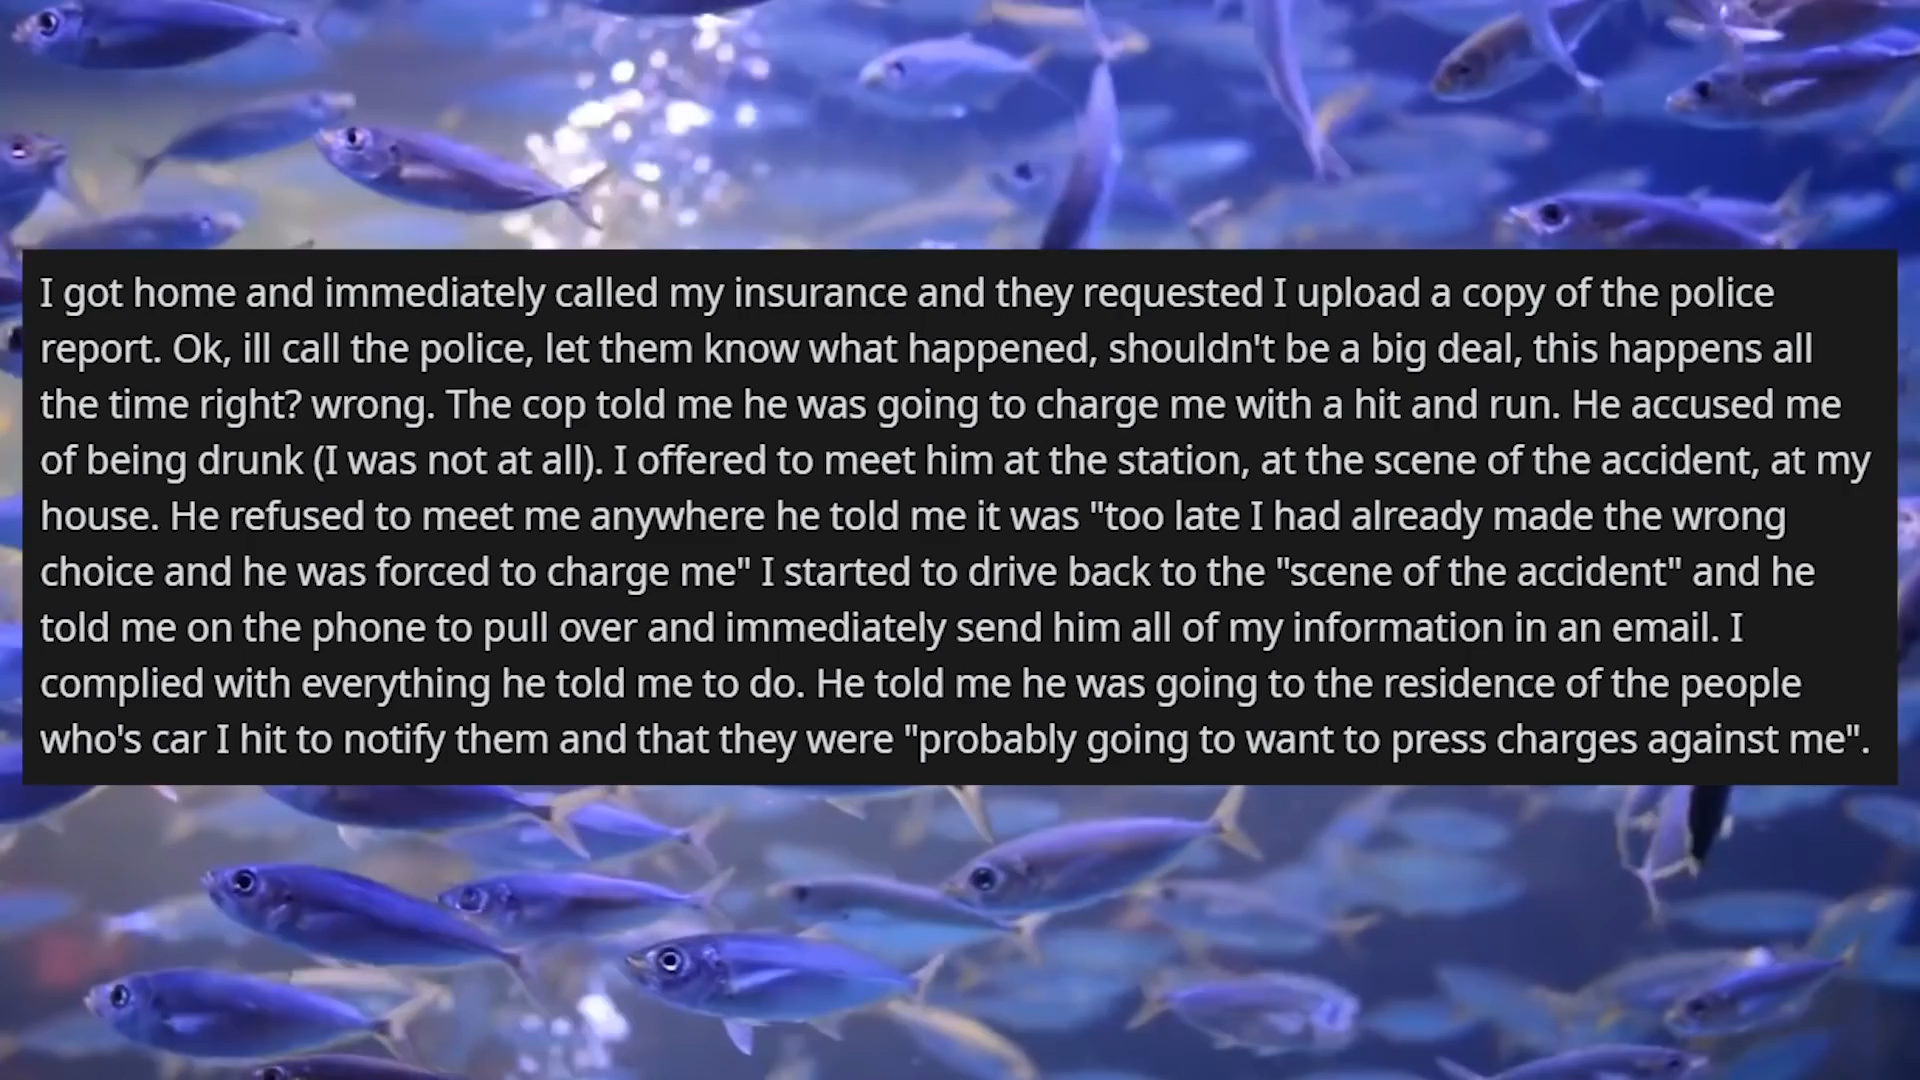 I got home and immediately called my insurance and they requested I upload a copy of the police
report. Ok, ill call the police, let them know what happened, shouldn't be a big deal, this happens all
the time right? wrong. The cop told me he was going to charge me with a hit and run. He accused me
of being drunk (I was not at all). I offered to meet him at the station, at the scene of the accident, at my
house. He refused to meet me anywhere he told me it was "too late I had already made the wrong
choice and he was forced to charge me" I started to drive back to the "scene of the accident" and he
told me on the phone to pull over and immediately send him all of my information in an email. I
complied with everything he told me to do. He told me he was going to the residence of the people
who's car I hit to notify them and that they were "probably going to want to press charges against me".